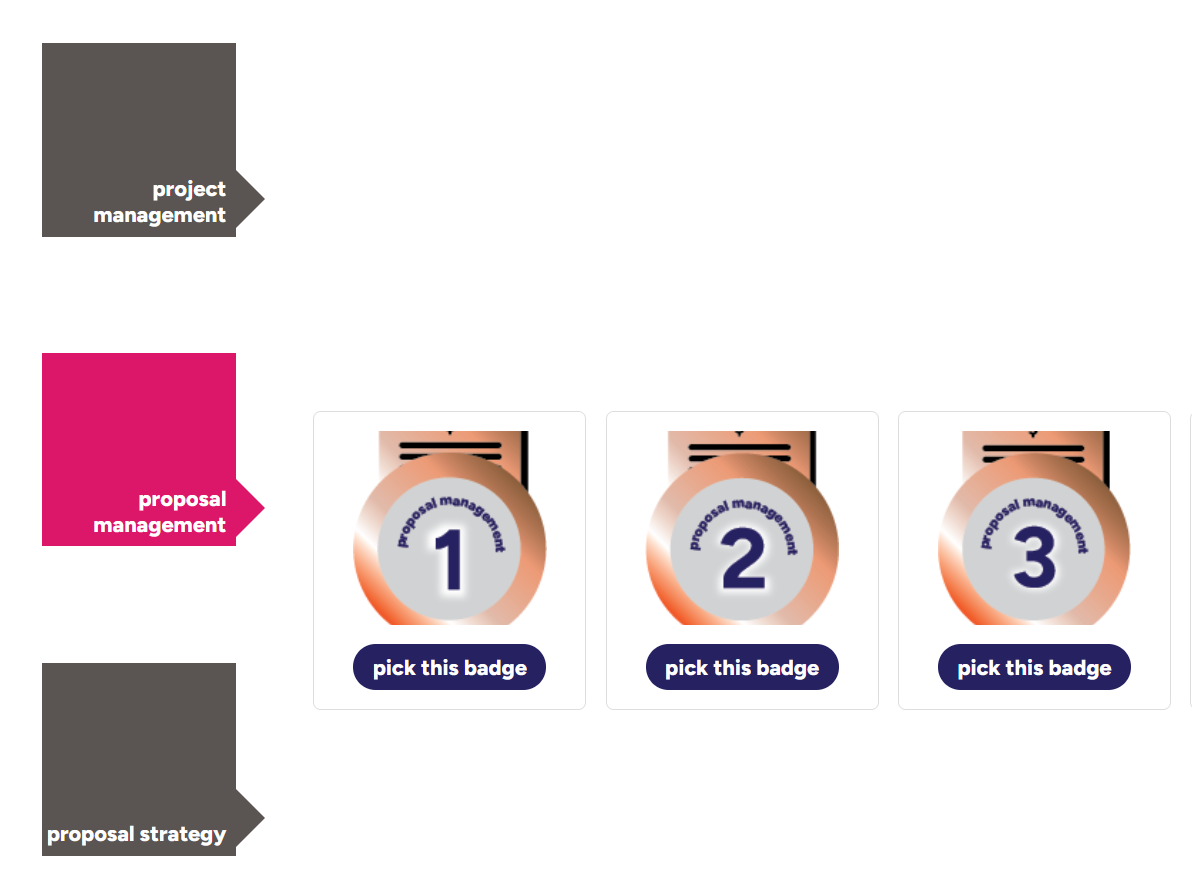 project
management
proposal
management
proposal management
1
pick this badge
proposal management
2
pick this badge
proposal management
3
pick this badge
proposal strategy